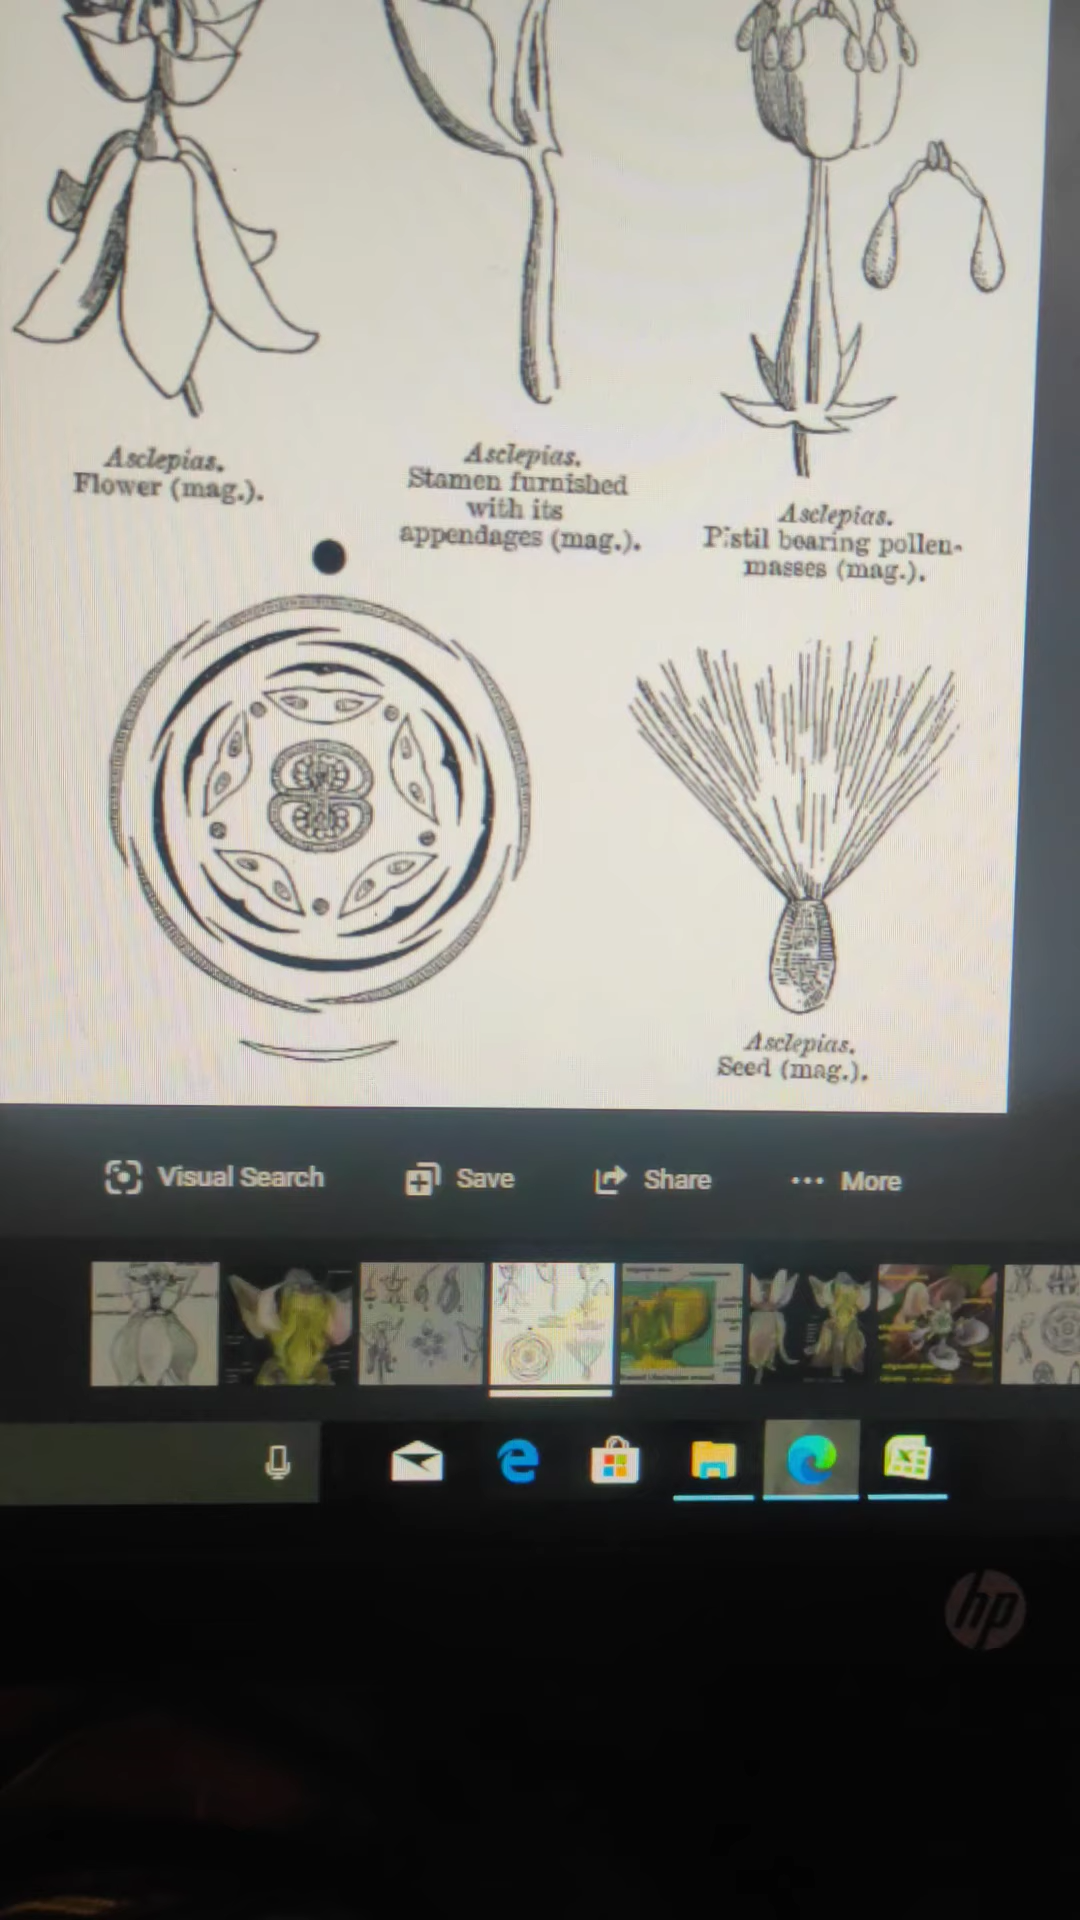 Asclepias.
Flower (mag.).
Asclepias.
Stamen furnished
with its
appendages (mag.).
Asclepias.
Pistil bearing pollen-
masses (mag.).
Asclepias.
Seed (mag.).
Visual Search
Save
Share
More
hp